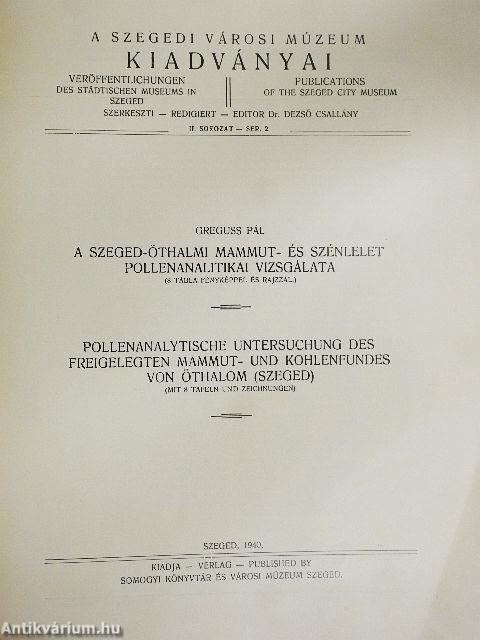 A SZEGEDI VÁROSI MÚZEUM
KIADVÁNYAI
VERÖFFENTLICHUNGEN
DES STÄDTISCHEN MUSEUMS IN
SZEGED
PUBLICATIONS
OF THE SZEGED CITY MUSEUM
SZERKESZTI — REDIGIERT — EDITOR Dr. DEZSŐ CSALLÁNY
II. SOROZAT — SER. 2.
GREGUSS PÁL
A SZEGED-ÖTHALMI MAMMUT- ÉS SZÉNLELET
POLLENANALITIKAI VIZSGÁLATA
(8 TÁBLA FÉNYKÉPPEL ÉS RAJZZAL.)
POLLENANALYTISCHE UNTERSUCHUNG DES
FREIGELEGTEN MAMMUT- UND KOHLENFUNDES
VON ÖTHALOM (SZEGED)
(MIT 8 TAFELN UND ZEICHNUNGEN)
SZEGED, 1940.
KIADJA — VERLAG — PUBLISHED BY
SOMOGYI KÖNYVTÁR ÉS VÁROSI MÚZEUM SZEGED.
Antikvárium.hu